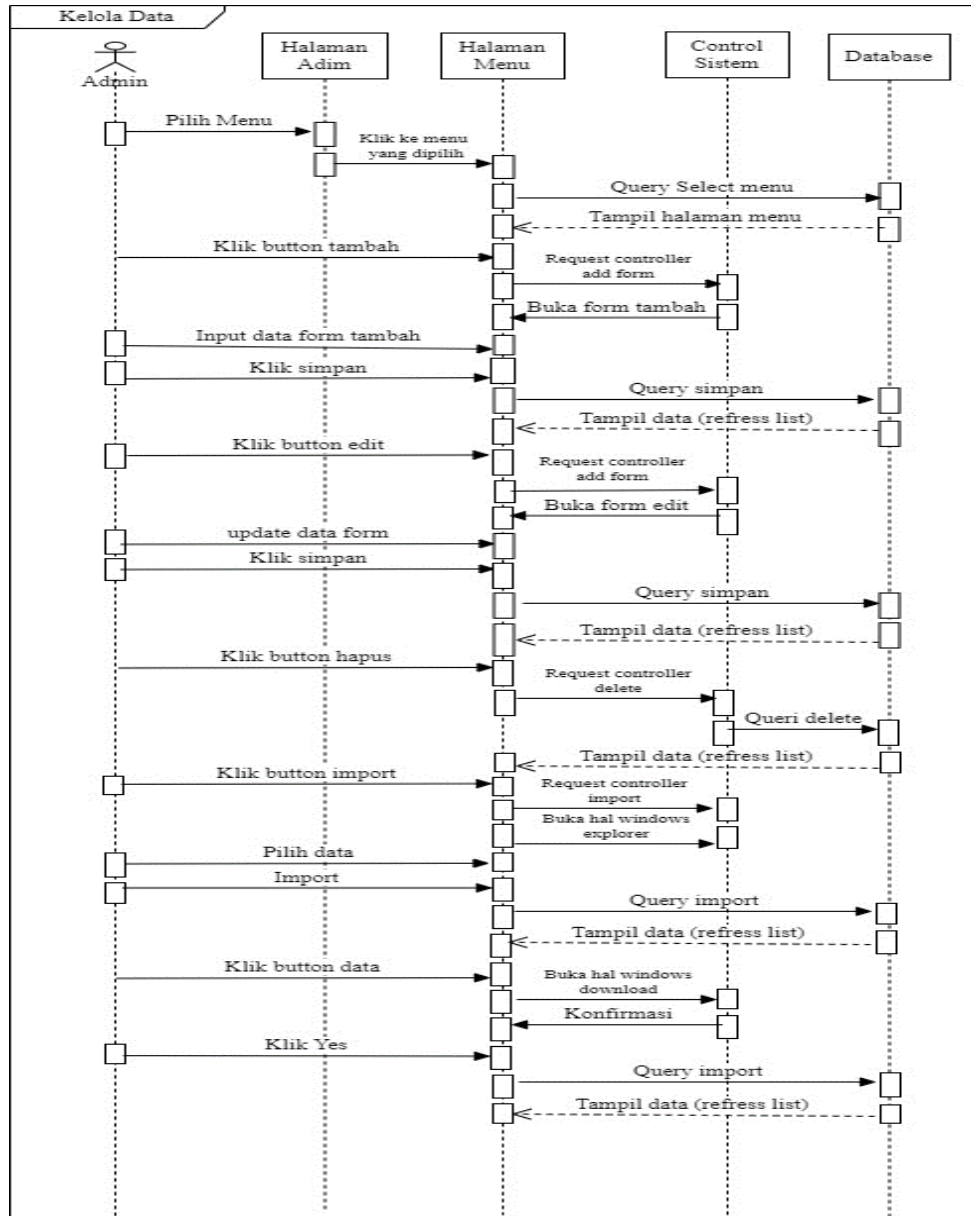 Kelola Data
Admin
Halaman
Adim
Halaman
Menu
Control
Sistem
Database
Pilih Menu
Klik ke menu
yang dipilih
Query Select menu
Tampil halaman menu
Klik button tambah
Request controller
add form
Buka form tambah
Input data form tambah
Klik simpan
Query simpan
Tampil data (refress list)
Klik button edit
Request controller
add form
Buka form edit
update data form
Klik simpan
Query simpan
Tampil data (refress list)
Klik button hapus
Request controller
delete
Queri delete
Tampil data (refress list)
Klik button import
Request controller
import
Buka hal windows
explorer
Pilih data
Import
Query import
Tampil data (refress list)
Klik button data
Buka hal windows
download
Konfirmasi
Klik Yes
Query import
Tampil data (refress list)